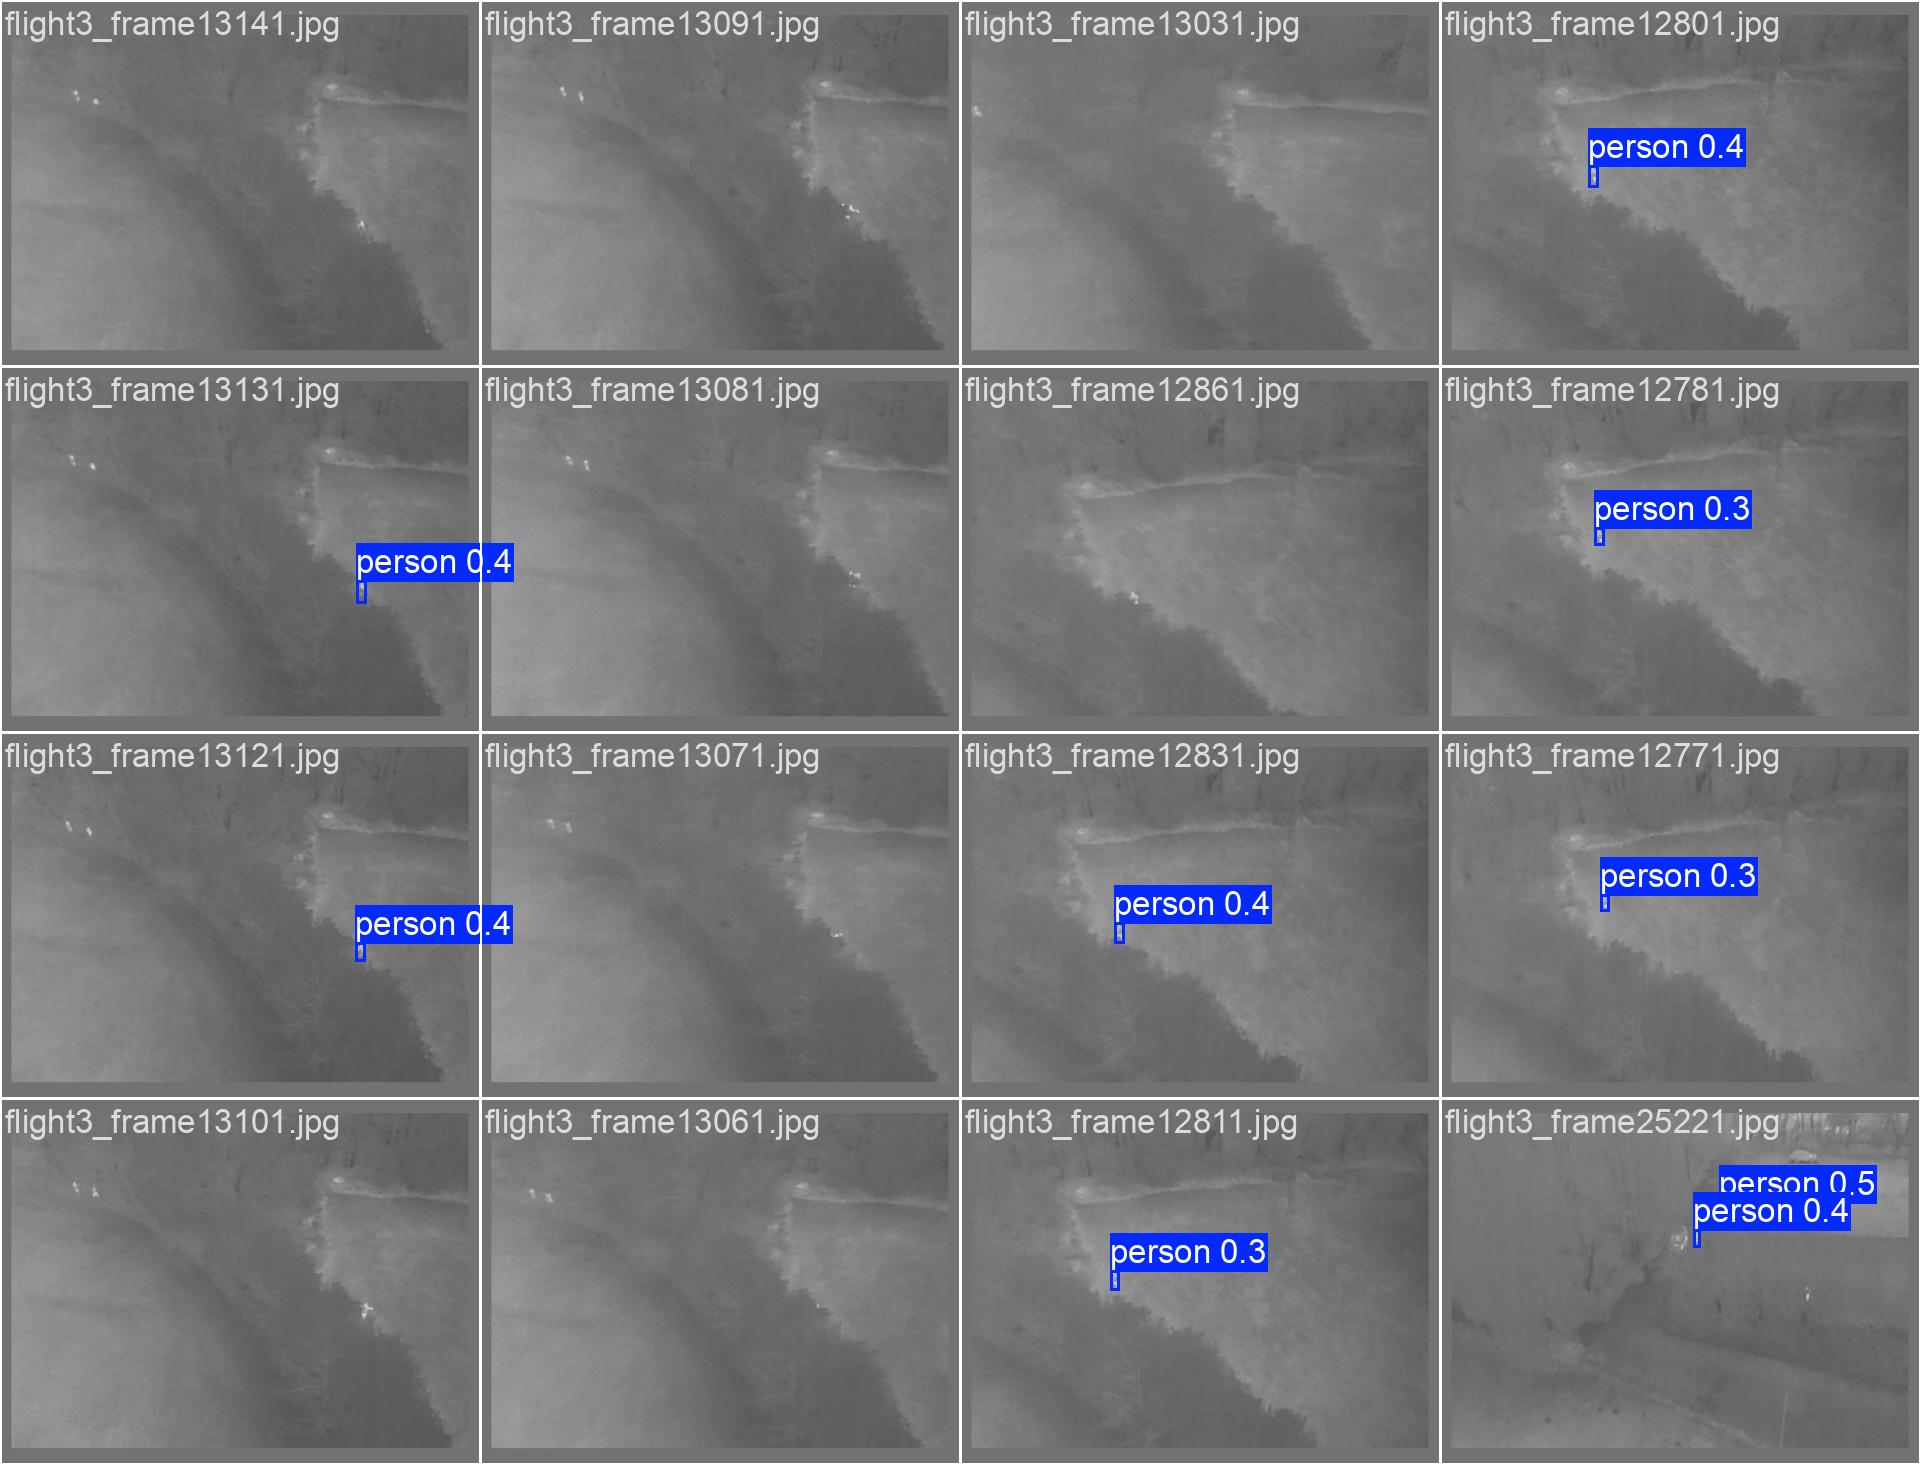 flight3_frame13141.jpg
flight3_frame13091.jpg
flight3_frame13031.jpg
flight3_frame12801.jpg
person 0.4
flight3_frame13131.jpg
person 0.4
flight3_frame13081.jpg
flight3_frame12861.jpg
flight3_frame12781.jpg
person 0.3
flight3_frame13121.jpg
person 0.4
flight3_frame13071.jpg
flight3_frame12831.jpg
person 0.4
flight3_frame12771.jpg
person 0.3
flight3_frame13101.jpg
flight3_frame13061.jpg
flight3_frame12811.jpg
person 0.3
flight3_frame25221.jpg
person 0.5
person 0.4